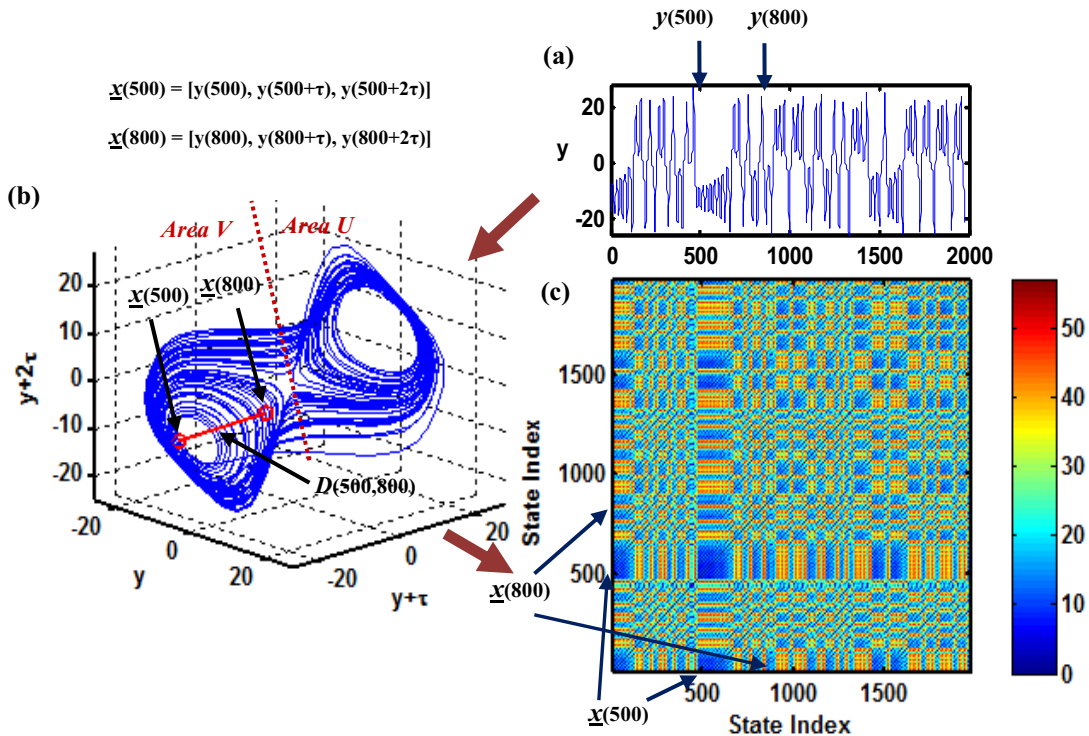 y(500) y(800)
(a)
x(500) = [y(500), y(500+τ), y(500+2τ)]
x(800) = [y(800), y(800+τ), y(800+2τ)]
20
0
-20
y
0 500 1000 1500 2000
(b)
Area V Area U
x(500) x(800)
20
10
0
-10
-20
y+2τ
D(500,800)
-20 0 20
y
-20 0 20
y+τ
(c)
State Index
1500
1000
500
500 1000 1500
State Index
x(800)
x(500)
50
40
30
20
10
0